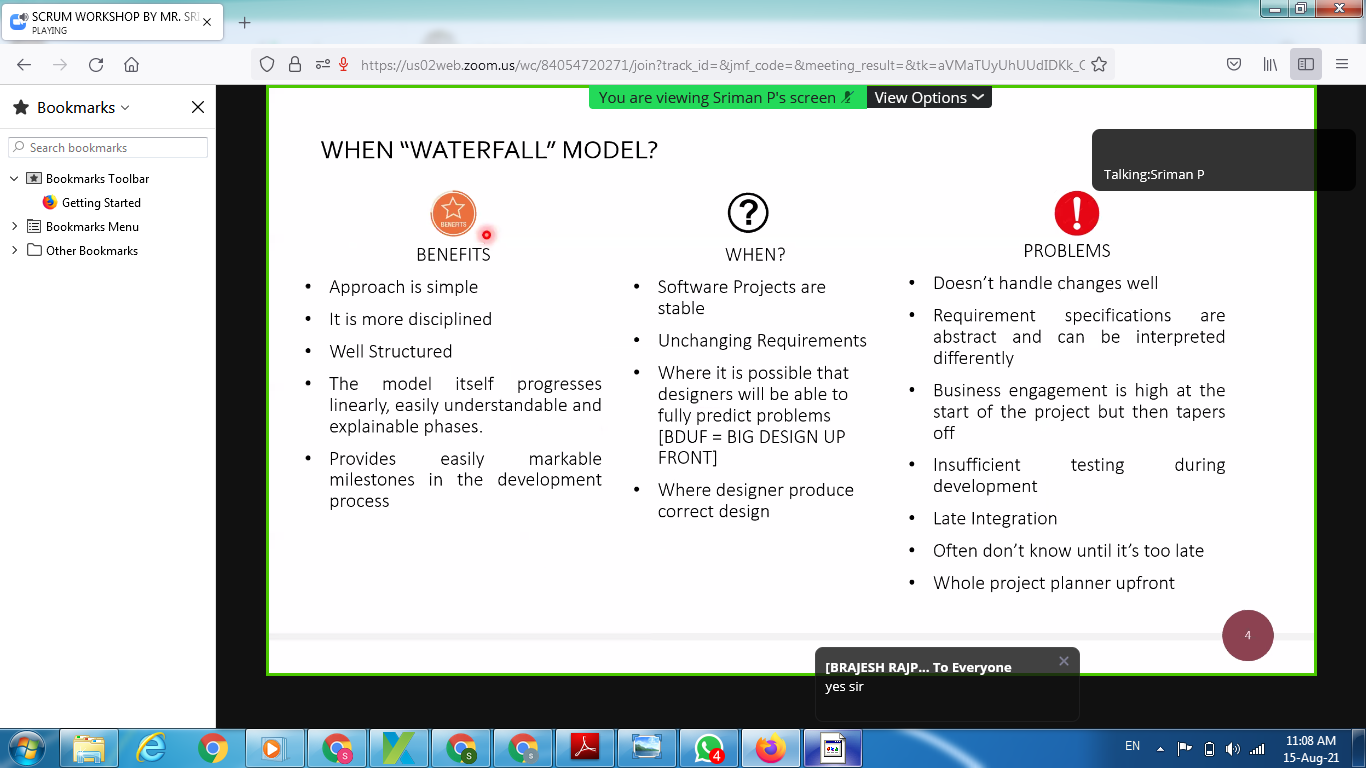 SCRUM WORKSHOP BY MR. SRI
PLAYING
https://us02web.zoom.us/wc/84054720271/join?track_id=&jmf_code=&meeting_result=&tk=aVMaTUyUhUUdIDKk_C
Bookmarks
Search bookmarks
Bookmarks Toolbar
Getting Started
Bookmarks Menu
Other Bookmarks
You are viewing Sriman P's screen
View Options
Talking:Sriman P
WHEN “WATERFALL” MODEL?
BENEFITS
BENEFITS
• Approach is simple
• It is more disciplined
• Well Structured
• The model itself progresses
linearly, easily understandable and
explainable phases.
• Provides easily markable
milestones in the development
process
?
WHEN?
• Software Projects are
stable
• Unchanging Requirements
• Where it is possible that
designers will be able to
fully predict problems
[BDUF = BIG DESIGN UP
FRONT]
• Where designer produce
correct design
!
PROBLEMS
• Doesn’t handle changes well
• Requirement specifications are
abstract and can be interpreted
differently
• Business engagement is high at the
start of the project but then tapers
off
• Insufficient testing during
development
• Late Integration
• Often don’t know until it’s too late
• Whole project planner upfront
4
[BRAJESH RAJP... To Everyone
yes sir
S
S
S
4
EN
11:08 AM
15-Aug-21